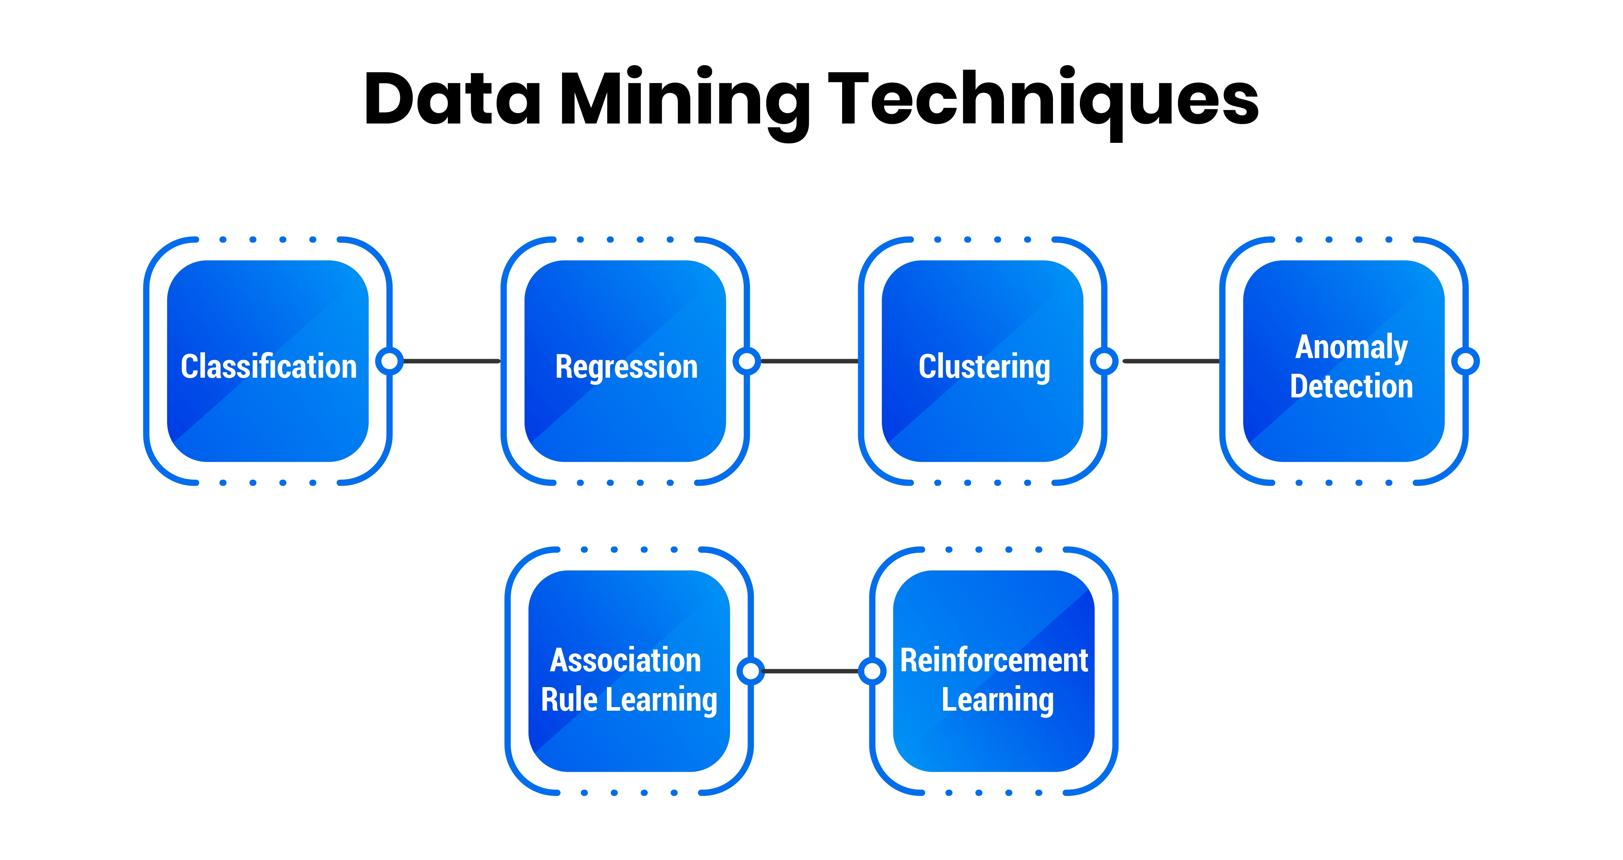 Data Mining Techniques
Classification
Regression
Clustering
Anomaly
Detection
Association
Rule Learning
Reinforcement
Learning